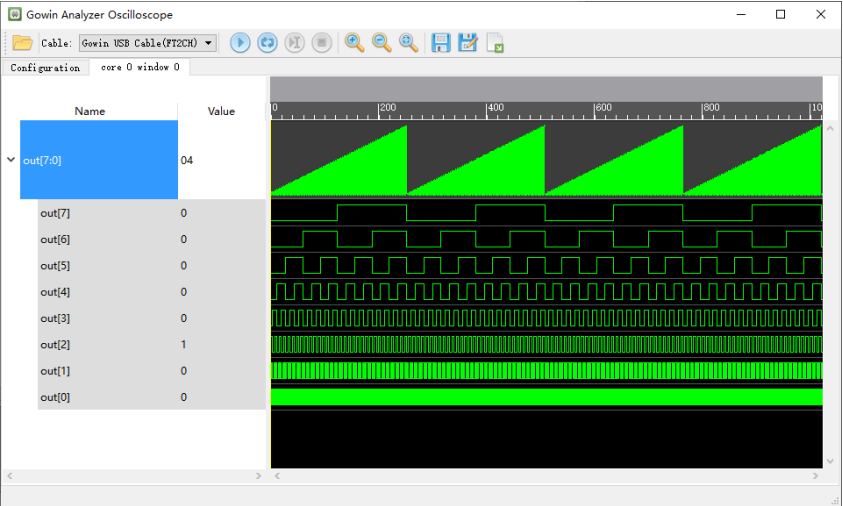 Gowin Analyzer Oscilloscope
Cable: Gowin USB Cable(FT2CH)
Configuration core 0 window 0
Name Value
0 200 400 600 800 10
out[7:0] 04
out[7] 0
out[6] 0
out[5] 0
out[4] 0
out[3] 0
out[2] 1
out[1] 0
out[0] 0